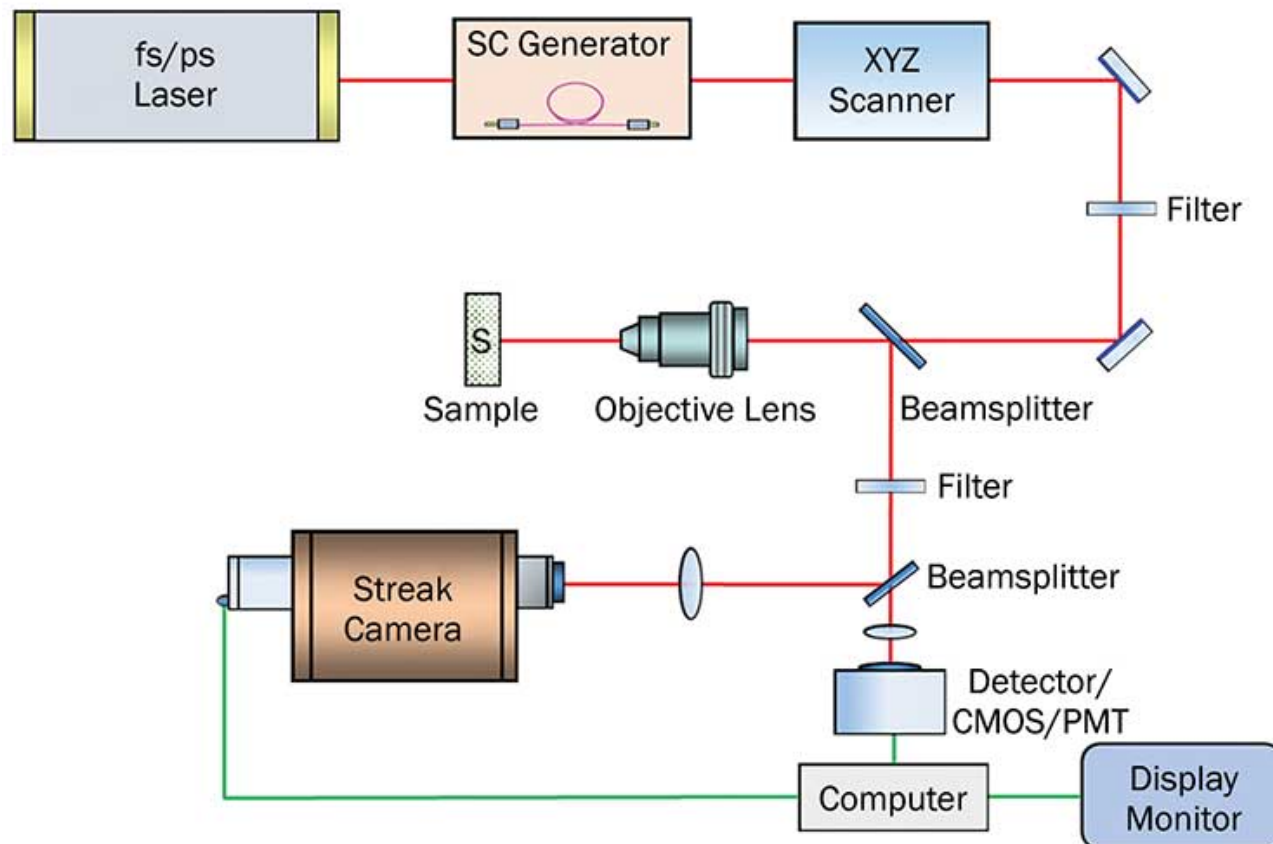 fs/ps
Laser
SC Generator
XYZ
Scanner
Filter
S
Sample
Objective Lens
Beamsplitter
Filter
Beamsplitter
Streak
Camera
Detector/
CMOS/PMT
Computer
Display
Monitor